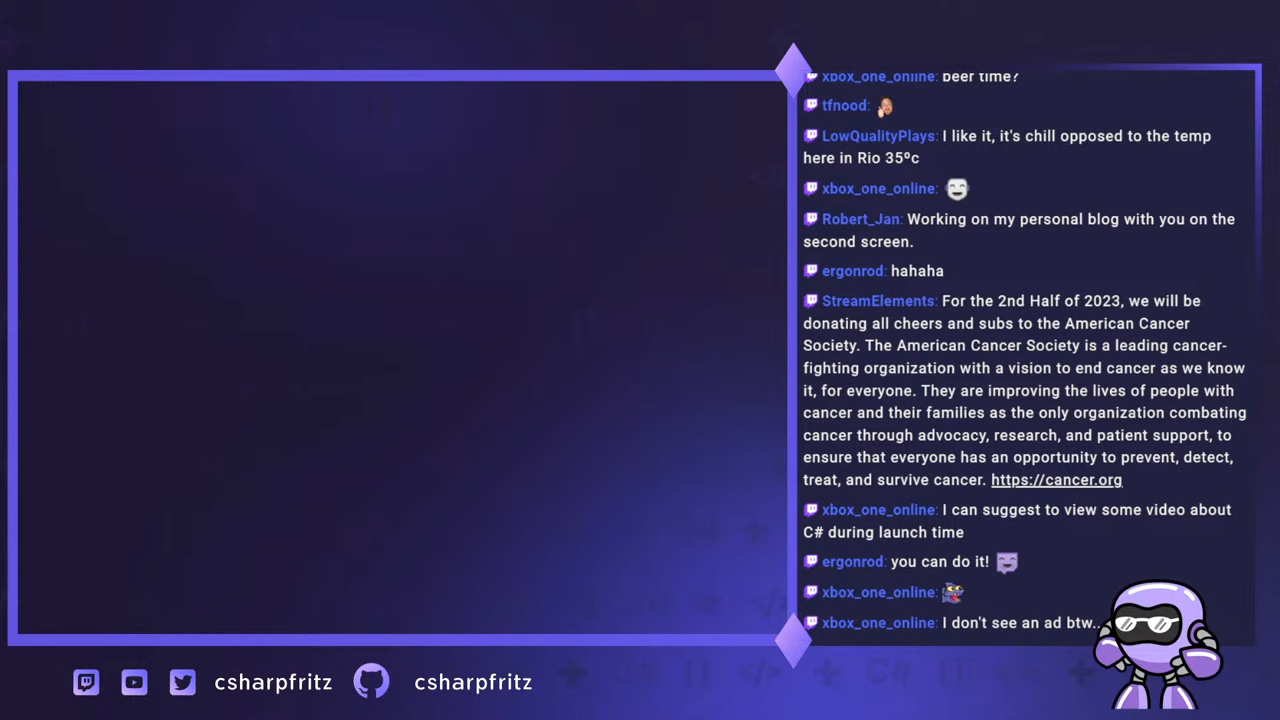 xbox_one_online: beer time?
tfnood:
LowQualityPlays: I like it, it's chill opposed to the temp
here in Rio 35ºc
xbox_one_online:
Robert_Jan: Working on my personal blog with you on the
second screen.
ergonrod: hahaha
StreamElements: For the 2nd Half of 2023, we will be
donating all cheers and subs to the American Cancer
Society. The American Cancer Society is a leading cancer-
fighting organization with a vision to end cancer as we know
it, for everyone. They are improving the lives of people with
cancer and their families as the only organization combating
cancer through advocacy, research, and patient support, to
ensure that everyone has an opportunity to prevent, detect,
treat, and survive cancer. https://cancer.org
xbox_one_online: I can suggest to view some video about
C# during launch time
ergonrod: you can do it!
xbox_one_online:
xbox_one_online: I don't see an ad btw..
csharpfritz csharpfritz
C# [] </> + C# [] </> +